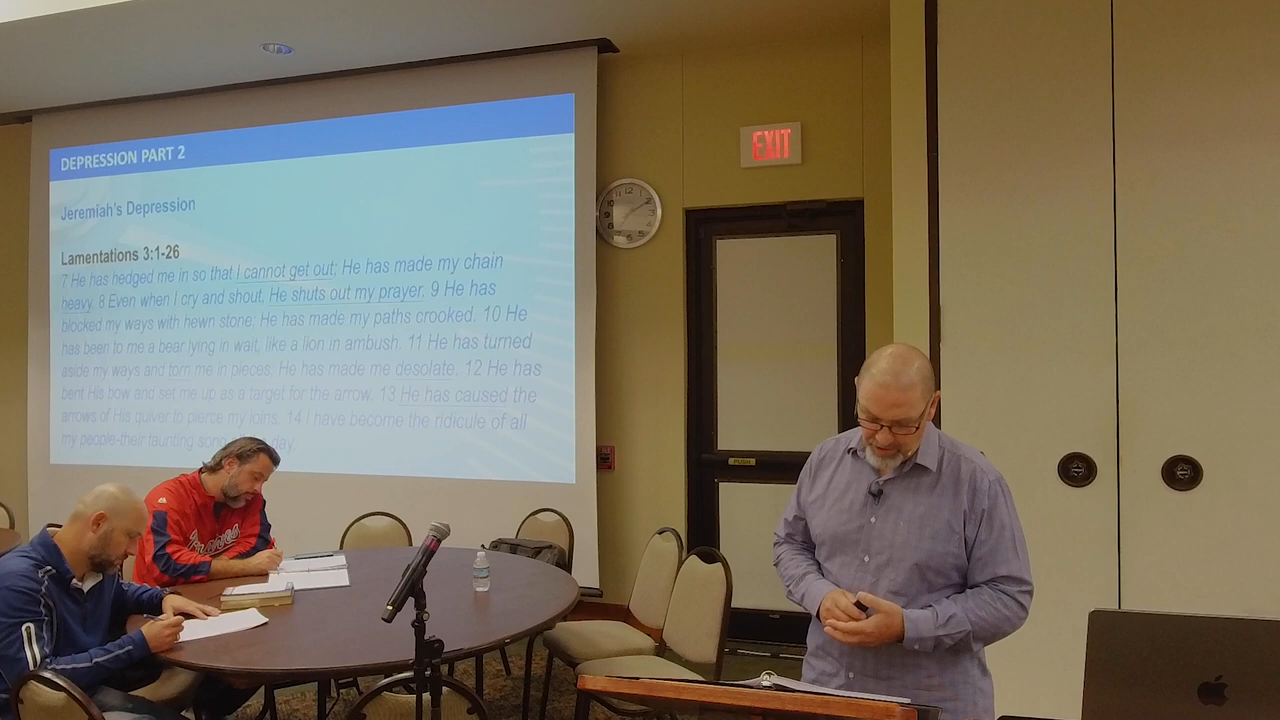 DEPRESSION PART 2
Jeremiah's Depression
Lamentations 3:1-26
7 He has hedged me in so that I cannot get out; He has made my chain
heavy. 8 Even when I cry and shout, He shuts out my prayer. 9 He has
blocked my ways with hewn stone; He has made my paths crooked. 10 He
has been to me a bear lying in wait, like a lion in ambush. 11 He has turned
aside my ways and torn me in pieces; He has made me desolate. 12 He has
bent His bow and set me up as a target for the arrow. 13 He has caused the
arrows of His quiver to pierce my loins. 14 I have become the ridicule of all
my people-their taunting song day.
EXIT
PUSH